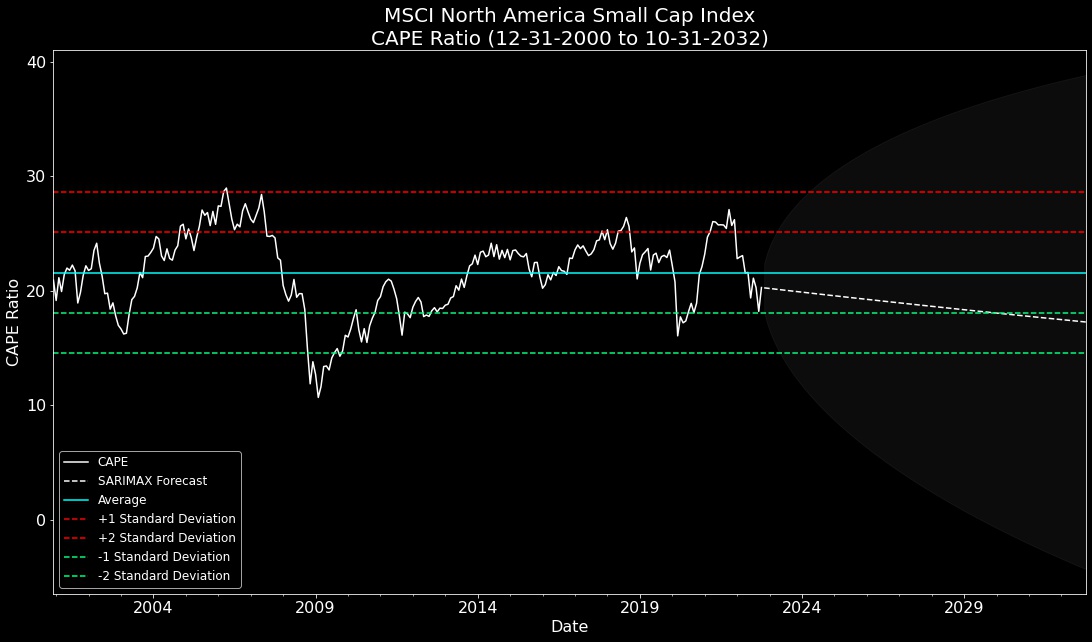 MSCI North America Small Cap Index
CAPE Ratio (12-31-2000 to 10-31-2032)
40
30
20
10
0
CAPE Ratio
CAPE
SARIMAX Forecast
Average
+1 Standard Deviation
+2 Standard Deviation
-1 Standard Deviation
-2 Standard Deviation
2004
2009
2014
2019
2024
2029
Date